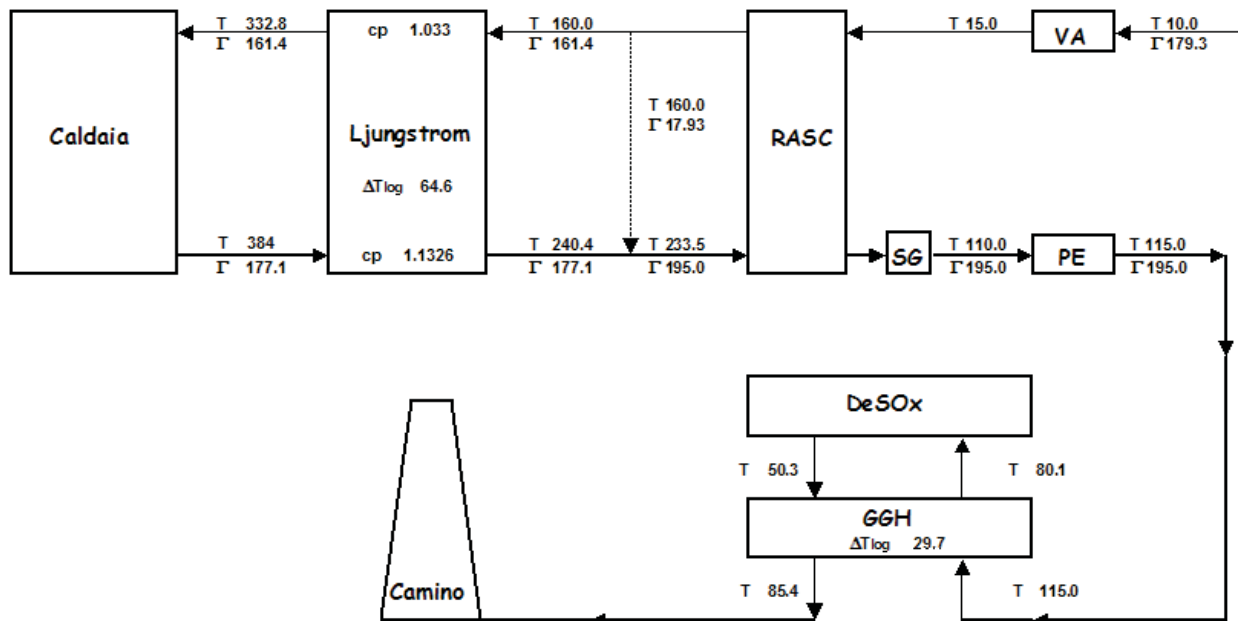 T 332.8
Γ 161.4
cp 1.033
T 160.0
Γ 161.4
T 15.0
VA
T 10.0
Γ 179.3
Caldaia
Ljungstrom
T 160.0
Γ 17.93
RASC
ΔTlog 64.6
T 384
Γ 177.1
cp 1.1326
T 240.4
Γ 177.1
T 233.5
Γ 195.0
SG
T 110.0
Γ 195.0
PE
T 115.0
Γ 195.0
DeSOx
T 50.3
T 80.1
GGH
ΔTlog 29.7
Camino
T 85.4
T 115.0